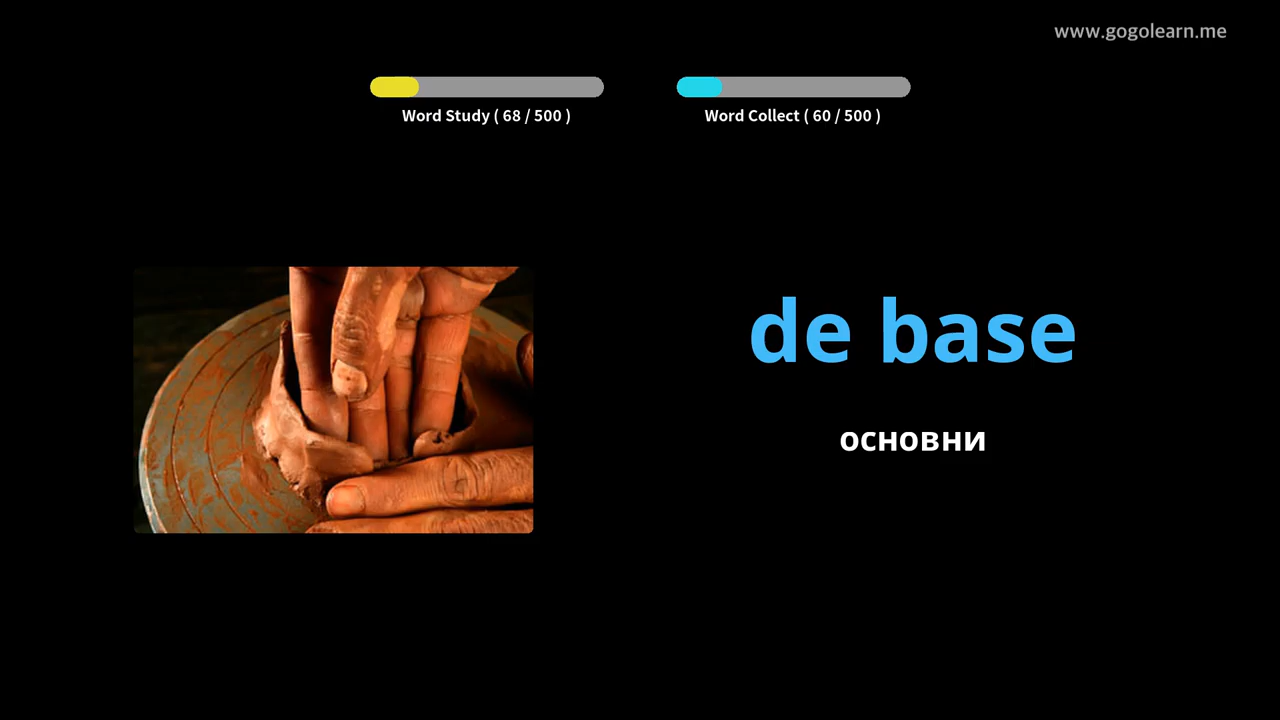 www.gogolearn.me
Word Study ( 68 / 500 )
Word Collect ( 60 / 500 )
de base
основни